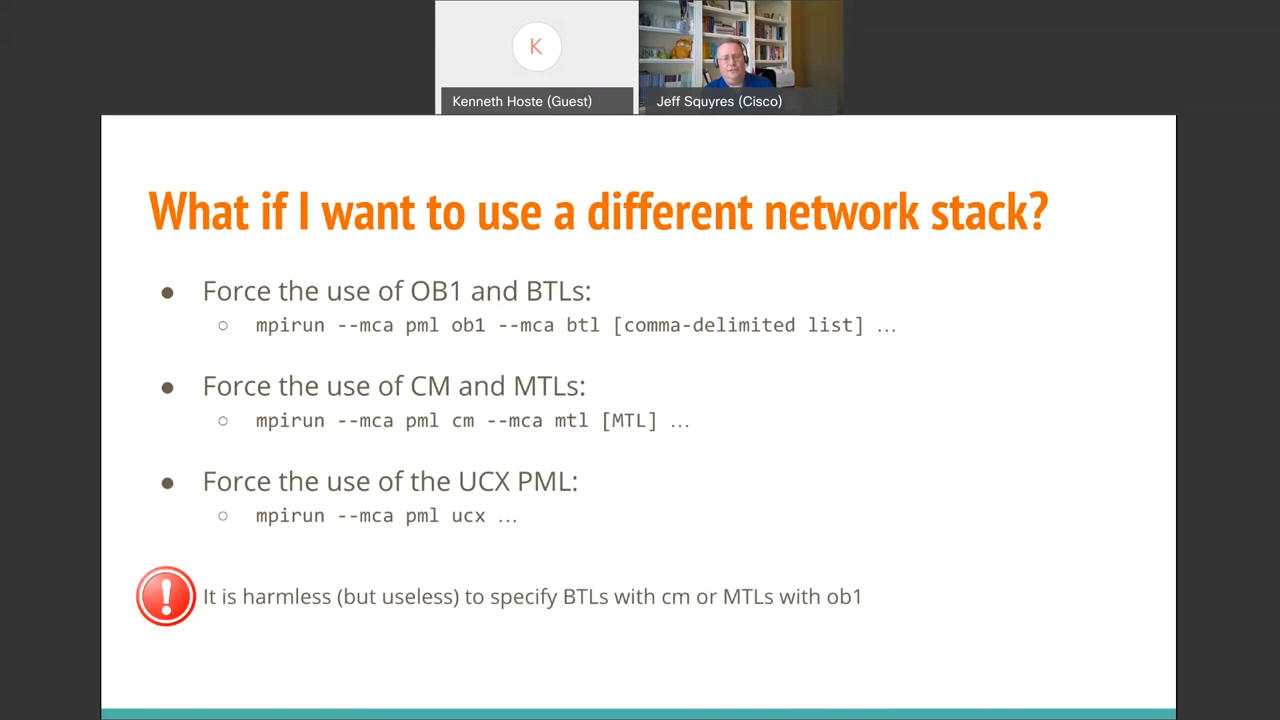 K
Kenneth Hoste (Guest)
Jeff Squyres (Cisco)
What if I want to use a different network stack?
● Force the use of OB1 and BTLs:
○ mpirun --mca pml ob1 --mca btl [comma-delimited list] …
● Force the use of CM and MTLs:
○ mpirun --mca pml cm --mca mtl [MTL] …
● Force the use of the UCX PML:
○ mpirun --mca pml ucx …
! It is harmless (but useless) to specify BTLs with cm or MTLs with ob1